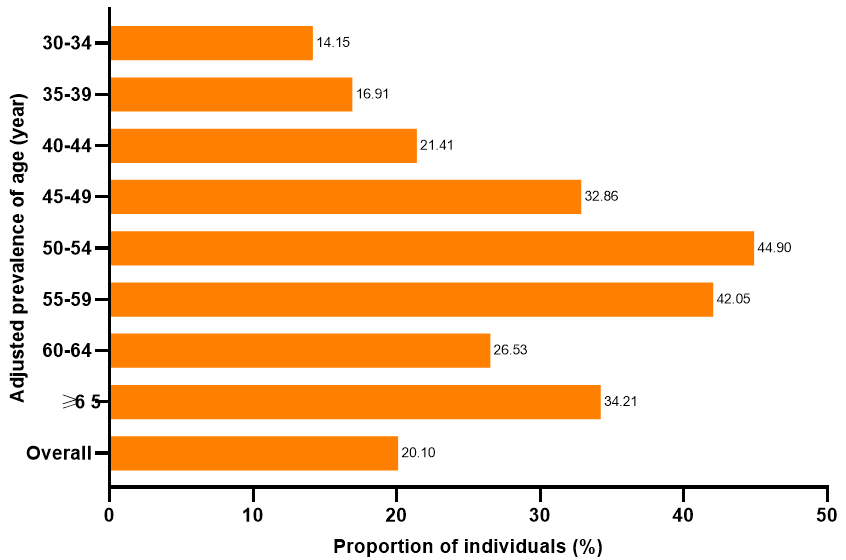 Adjusted prevalence of age (year)
30-34 14.15
35-39 16.91
40-44 21.41
45-49 32.86
50-54 44.90
55-59 42.05
60-64 26.53
⩾6 5 34.21
Overall 20.10
0 10 20 30 40 50
Proportion of individuals (%)